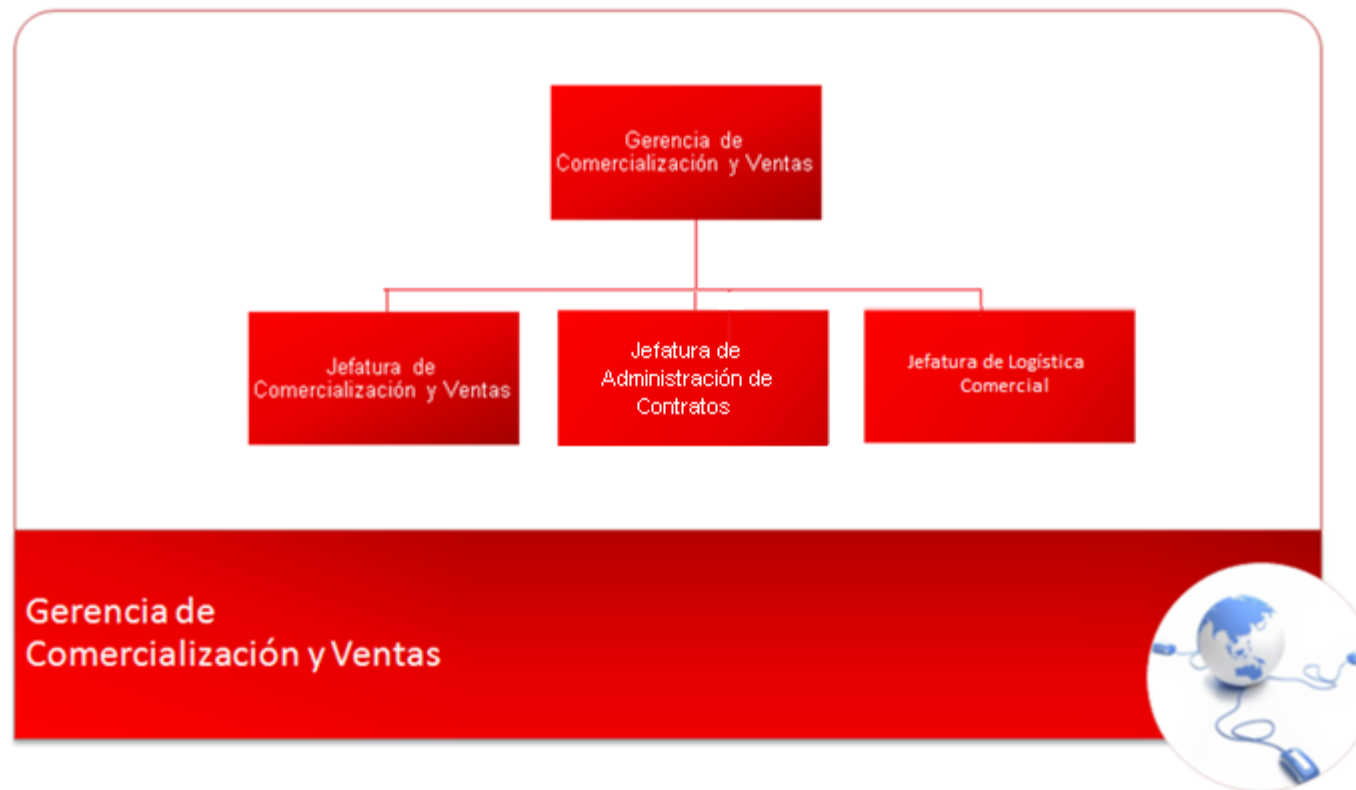 Gerencia de
Comercialización y Ventas
Jefatura de
Comercialización y Ventas
Jefatura de
Administración de
Contratos
Jefatura de Logística
Comercial
Gerencia de
Comercialización y Ventas